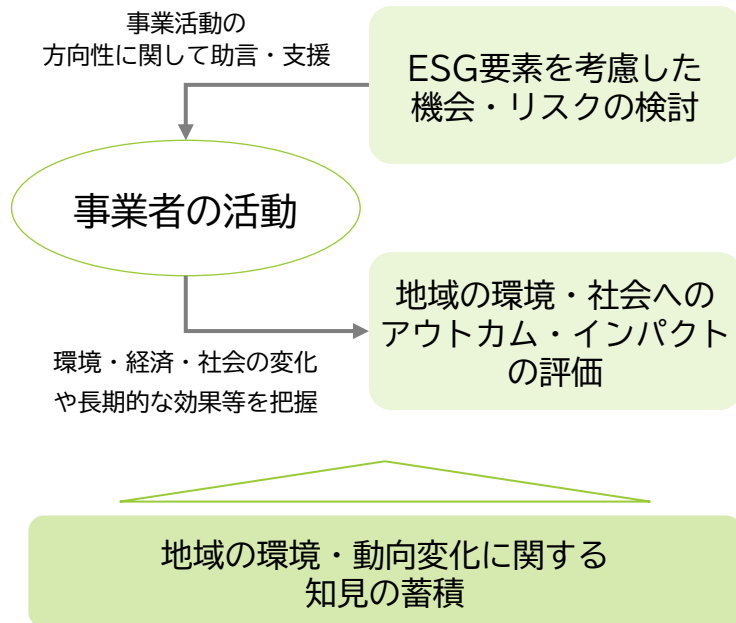 事業活動の
方向性に関して助言・支援
ESG要素を考慮した
機会・リスクの検討
事業者の活動
地域の環境・社会への
アウトカム・インパクト
の評価
環境・経済・社会の変化
や長期的な効果等を把握
地域の環境・動向変化に関する
知見の蓄積